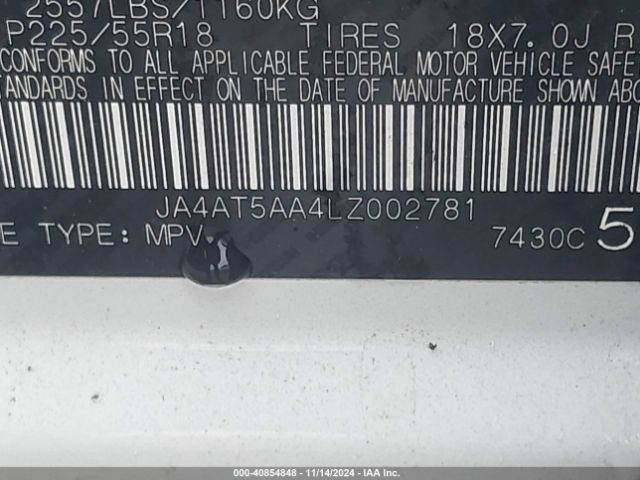 2557LBS/1160KG
P225/55R18 TIRES 18X7.0J R
CONFORMS TO ALL APPLICABLE FEDERAL MOTOR VEHICLE SAFE
STANDARDS IN EFFECT ON THE DATE OF MANUFACTURE SHOWN ABO
JA4AT5AA4LZ002781
E TYPE: MPV 7430C 5
000-40854848 - 11/14/2024 - IAA Inc.